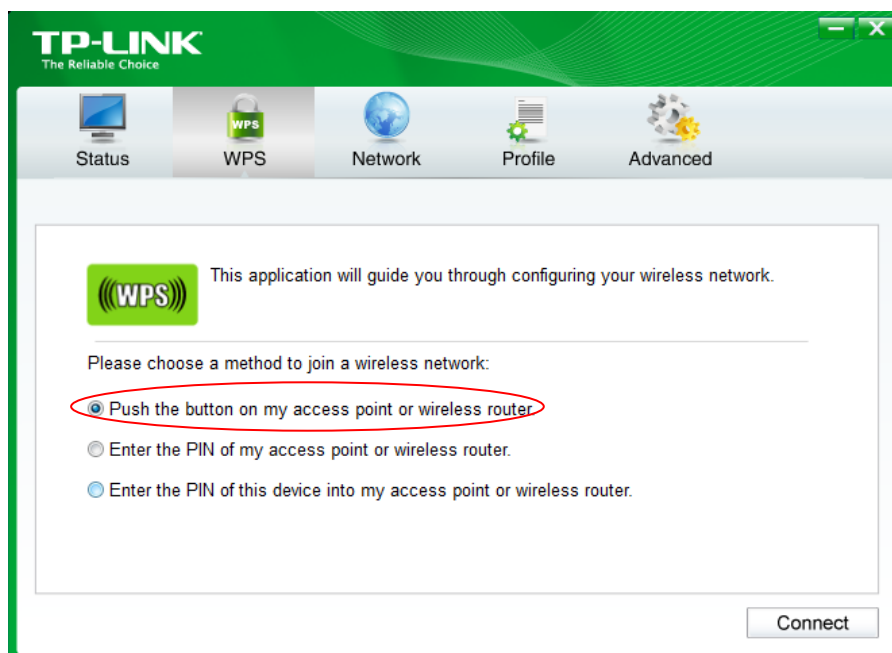 TP-LINK
The Reliable Choice
WPS
Status WPS Network Profile Advanced
(((WPS)))
This application will guide you through configuring your wireless network.
Please choose a method to join a wireless network:
Push the button on my access point or wireless router.
Enter the PIN of my access point or wireless router.
Enter the PIN of this device into my access point or wireless router.
Connect